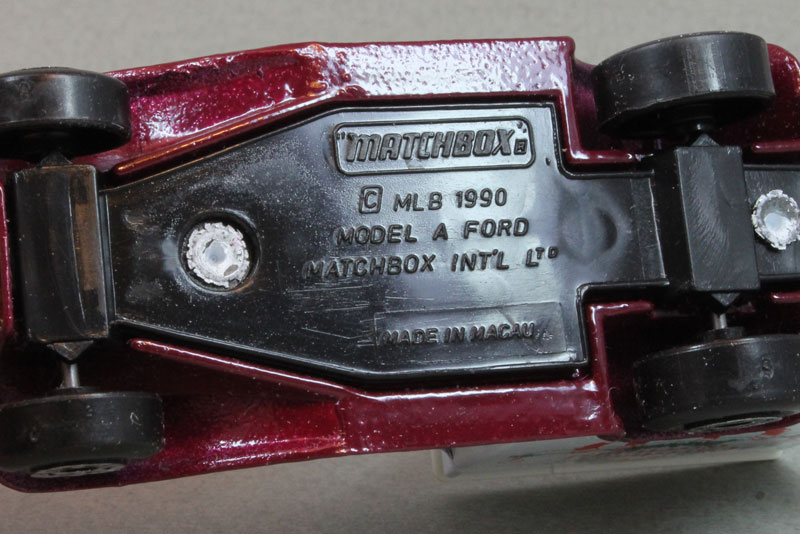 "MATCHBOX"®
© MLB 1990
MODEL A FORD
MATCHBOX INT'L LTD
MADE IN MACAU